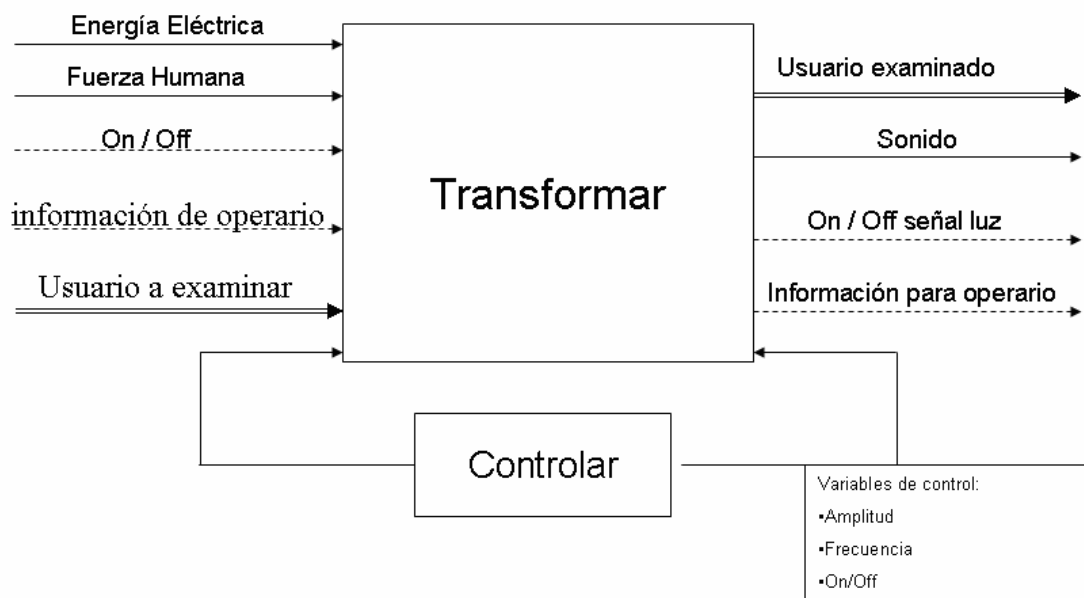 Energía Eléctrica
Fuerza Humana
On / Off
información de operario
Usuario a examinar
Transformar
Usuario examinado
Sonido
On / Off señal luz
Información para operario
Controlar
Variables de control:
▪Amplitud
▪Frecuencia
▪On/Off